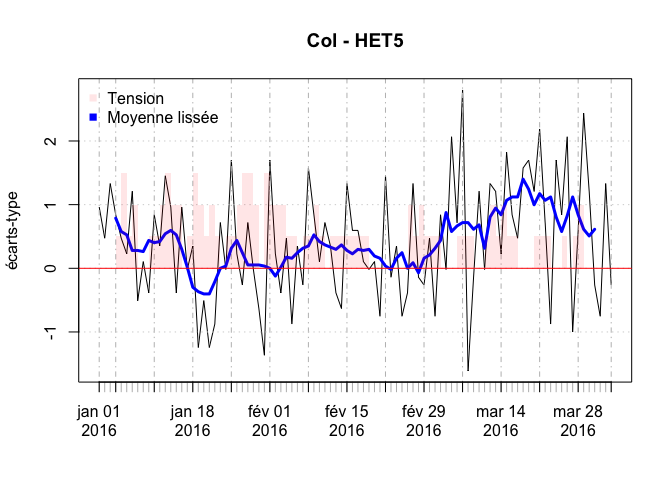 Col - HET5
Tension
Moyenne lissée
écarts-type
2
1
0
-1
jan 01
2016
jan 18
2016
fév 01
2016
fév 15
2016
fév 29
2016
mar 14
2016
mar 28
2016